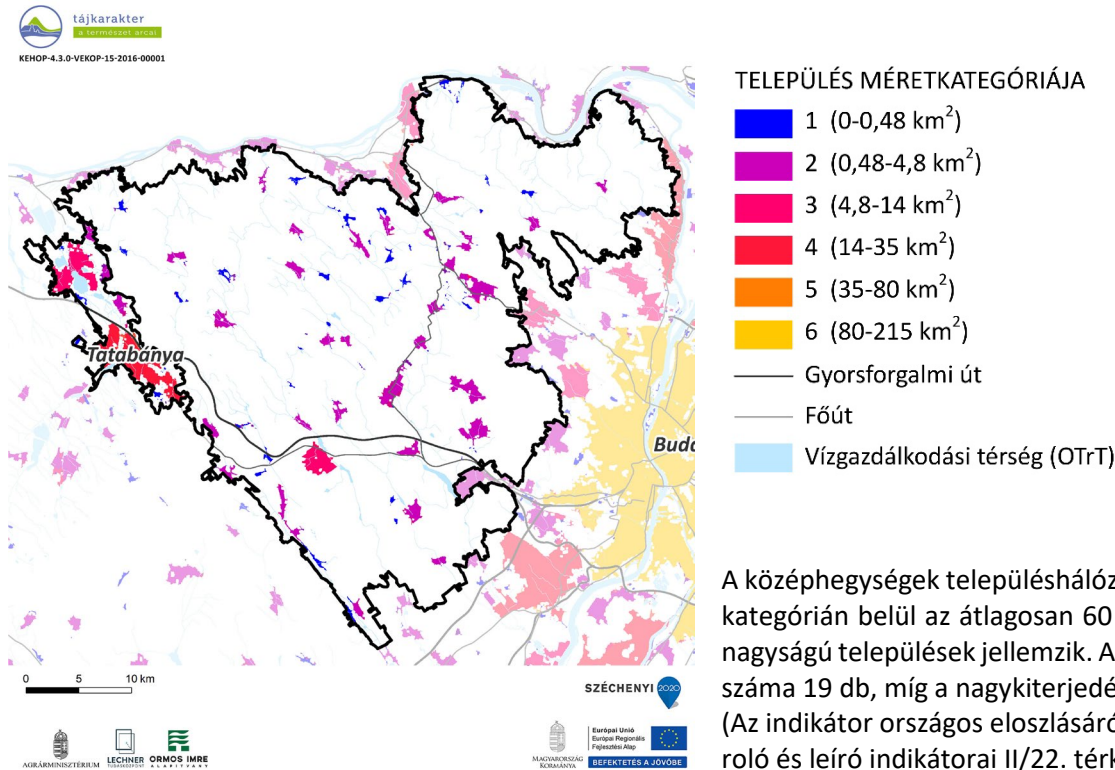 tájkarakter
a természet arcai
KEHOP-4.3.0-VEKOP-15-2016-00001
Tatabánya
Buda
0 5 10 km
SZÉCHENYI 2020
AGRÁRMINISZTÉRIUM
LECHNER
TUDÁSKÖZPONT
ORMOS IMRE
ALAPÍTVÁNY
MAGYARORSZÁG
KORMÁNYA
Európai Unió
Európai Regionális
Fejlesztési Alap
BEFEKTETÉS A JÖVŐBE
TELEPÜLÉS MÉRETKATEGÓRIÁJA
1 (0-0,48 km²)
2 (0,48-4,8 km²)
3 (4,8-14 km²)
4 (14-35 km²)
5 (35-80 km²)
6 (80-215 km²)
Gyorsforgalmi út
Főút
Vízgazdálkodási térség (OTrT)
A középhegységek településhálóz
kategórián belül az átlagosan 60
nagyságú települések jellemzik. A
száma 19 db, míg a nagykiterjedé
(Az indikátor országos eloszlásáró
roló és leíró indikátorai II/22. térk